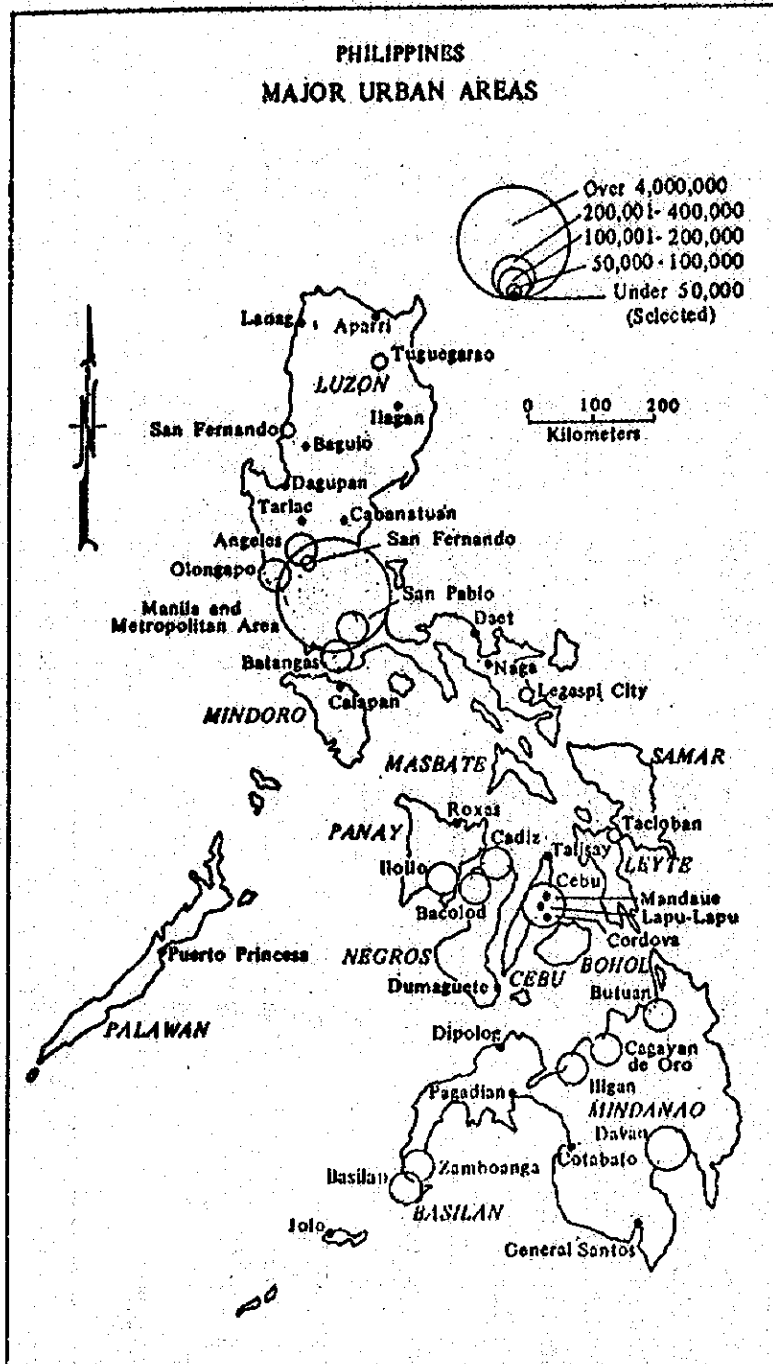 PHILIPPINES
MAJOR URBAN AREAS
Over 4,000,000
200,001-400,000
100,001-200,000
50,000-100,000
Under 50,000
(Selected)
Laoag
Aparri
Tuguegarao
LUZON
Ilagan
0 100 200
Kilometers
San Fernando
Baguio
Dagupan
Tarlac
Cabanatuan
Angeles
San Fernando
Olongapo
San Pablo
Manila and
Metropolitan Area
Daet
Batangas
Naga
Calapan
Legaspi City
MINDORO
MASBATE
SAMAR
Roxas
PANAY
Cadiz
Tacloban
Talisay
LEYTE
Iloilo
Cebu
Mandaue
Bacolod
Lapu-Lapu
Cordova
Puerto Princesa
NEGROS
CEBU
BOHOL
Dumaguete
Butuan
PALAWAN
Dipolog
Cagayan
de Oro
Iligan
Pagadian
MINDANAO
Davao
Cotabato
Zamboanga
Basilan
BASILAN
Jolo
General Santos